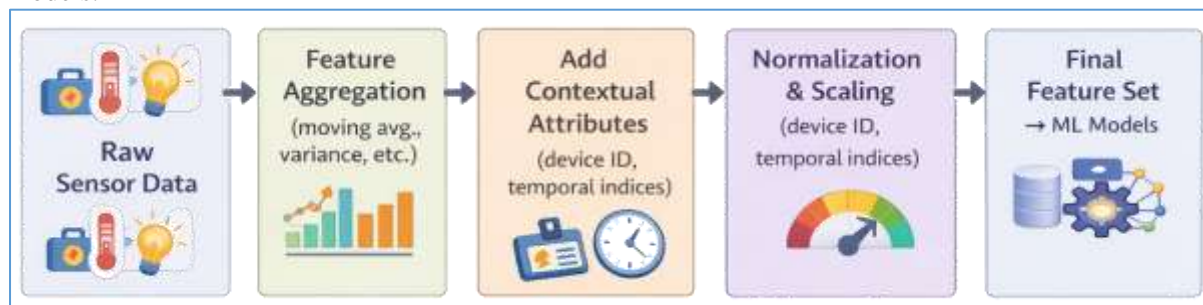 Raw
Sensor Data
Feature
Aggregation
(moving avg.,
variance, etc.)
Add
Contextual
Attributes
(device ID,
temporal indices)
Normalization
& Scaling
(device ID,
temporal indices)
Final
Feature Set
→ ML Models